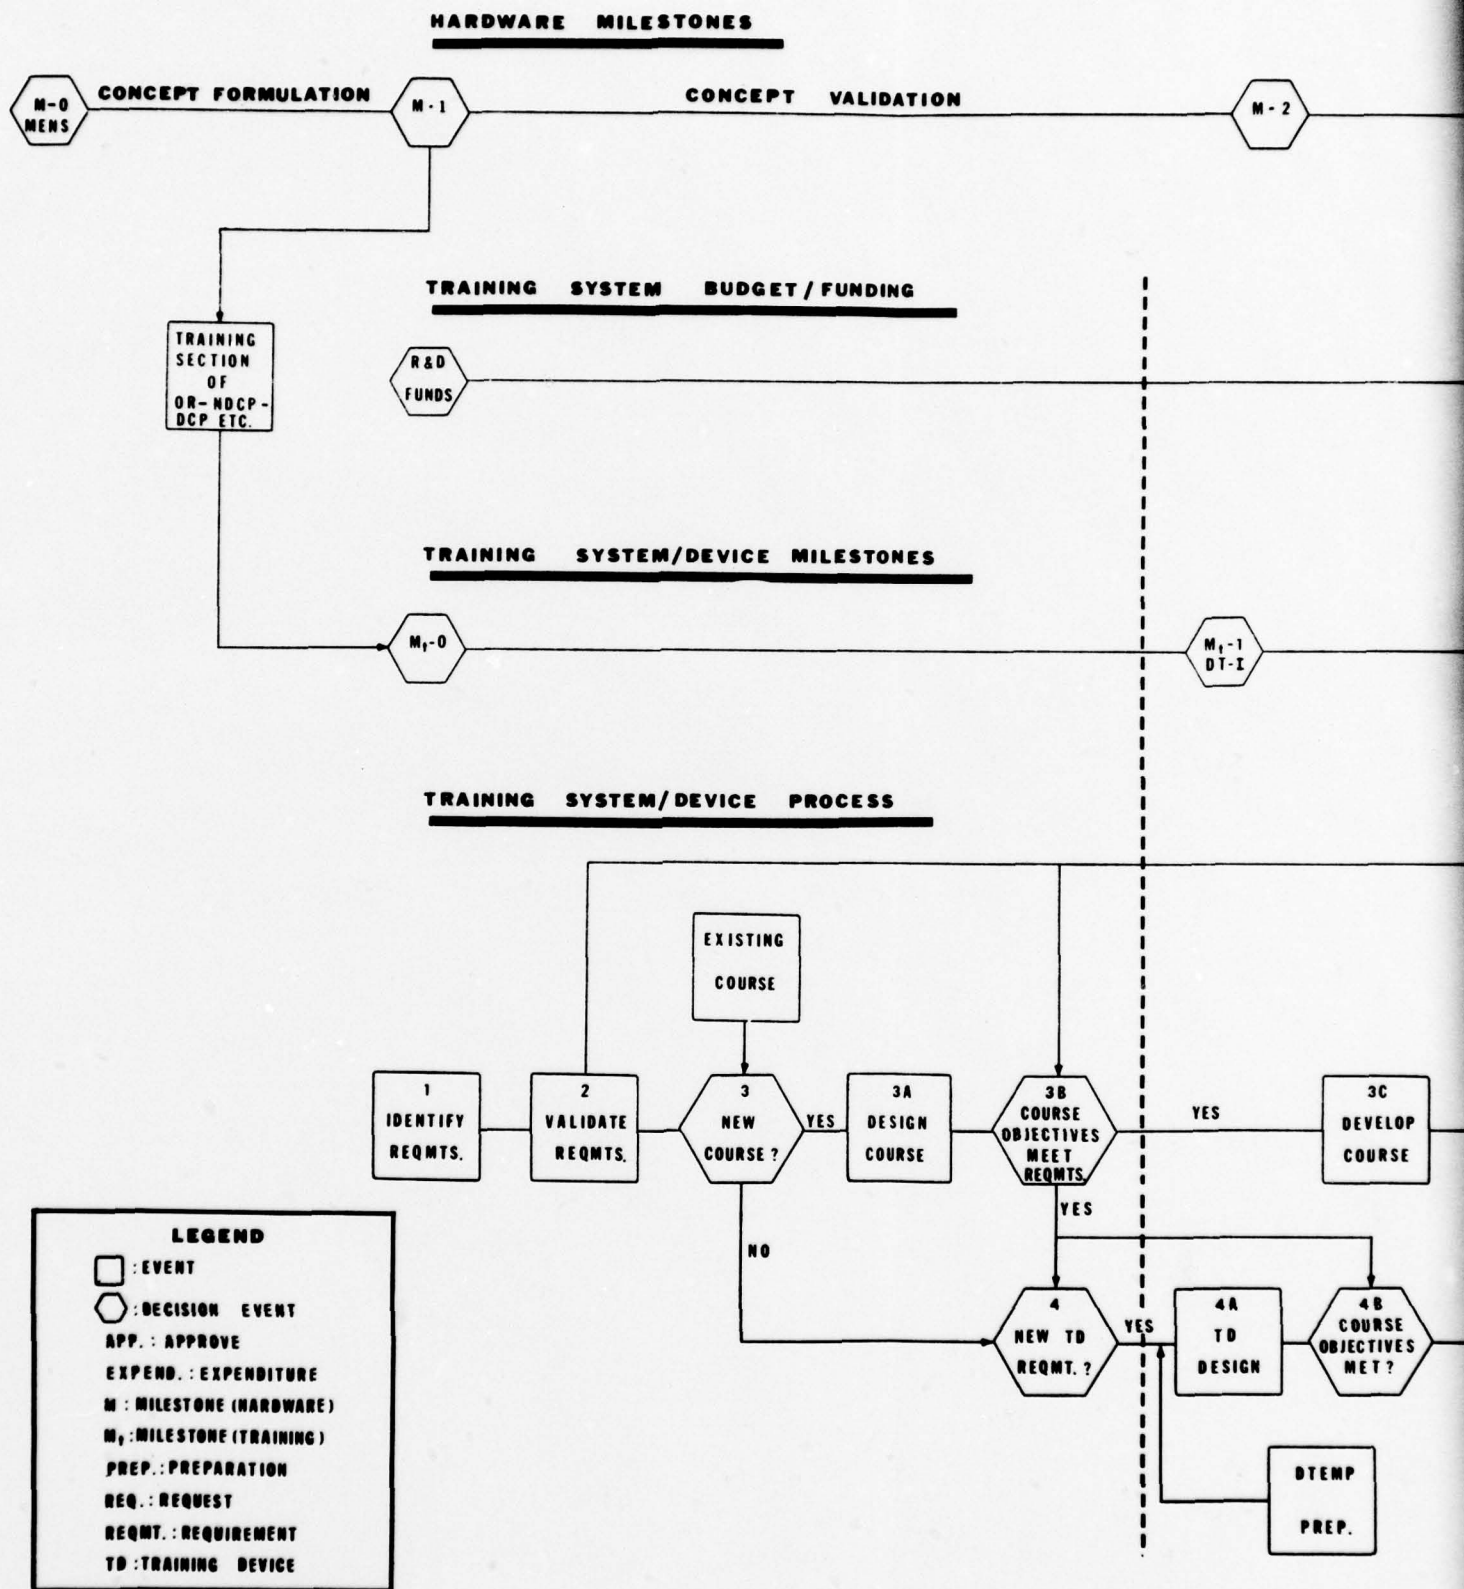 HARDWARE MILESTONES
M-0
MENS
CONCEPT FORMULATION
M-1
CONCEPT VALIDATION
M-2
TRAINING SYSTEM BUDGET/FUNDING
TRAINING
SECTION
OF
OR-NDCP-
DCP ETC.
R&D
FUNDS
TRAINING SYSTEM/DEVICE MILESTONES
Mt-0
Mt-1
DT-I
TRAINING SYSTEM/DEVICE PROCESS
EXISTING
COURSE
1
IDENTIFY
REQMTS.
2
VALIDATE
REQMTS.
3
NEW
COURSE?
YES
3A
DESIGN
COURSE
3B
COURSE
OBJECTIVES
MEET
REQMTS.
YES
3C
DEVELOP
COURSE
YES
NO
4
NEW TD
REQMT.?
YES
4A
TD
DESIGN
4B
COURSE
OBJECTIVES
MET?
DTEMP
PREP.
LEGEND
: EVENT
: DECISION EVENT
APP. : APPROVE
EXPEND. : EXPENDITURE
M : MILESTONE (HARDWARE)
Mt : MILESTONE (TRAINING)
PREP. : PREPARATION
REQ. : REQUEST
REQMT. : REQUIREMENT
TD : TRAINING DEVICE